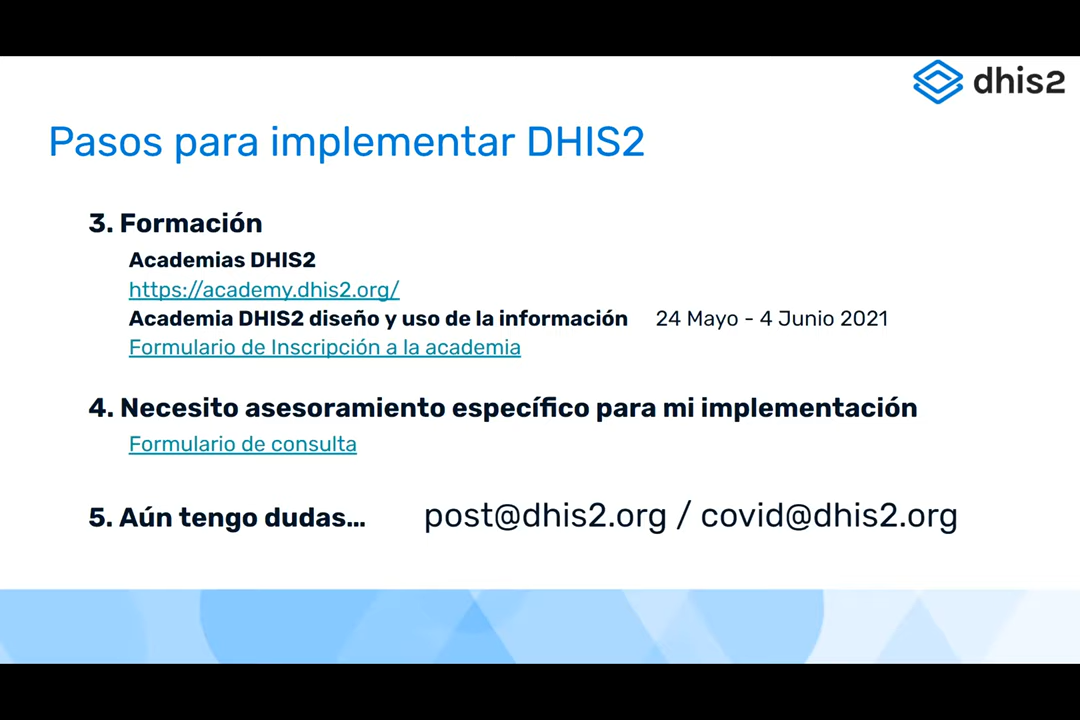 dhis2
Pasos para implementar DHIS2
3. Formación
Academias DHIS2
https://academy.dhis2.org/
Academia DHIS2 diseño y uso de la información 24 Mayo - 4 Junio 2021
Formulario de Inscripción a la academia
4. Necesito asesoramiento específico para mi implementación
Formulario de consulta
5. Aún tengo dudas... post@dhis2.org / covid@dhis2.org